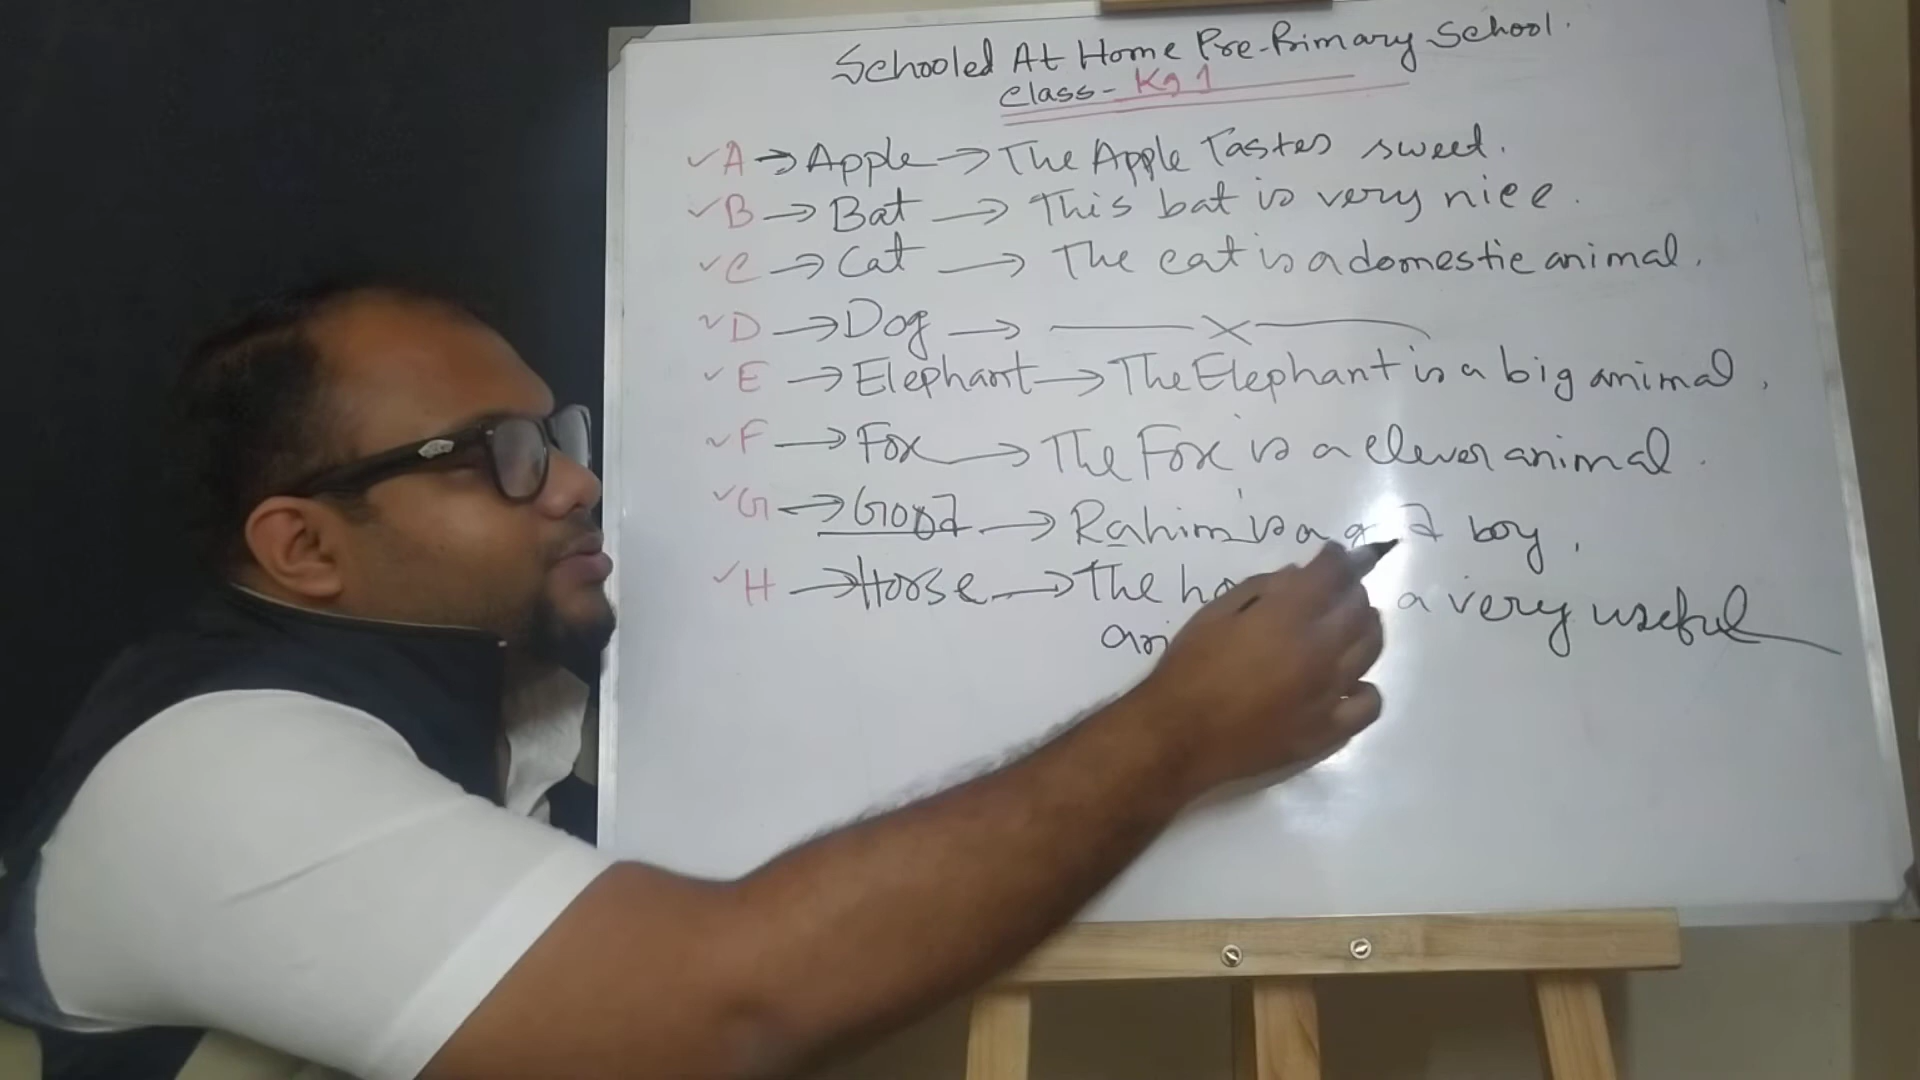 Schooled At Home Pre-Primary School.
Class - Kg 1
A → Apple → The Apple Tastes sweet.
B → Bat → This bat is very nice.
C → Cat → The cat is a domestic animal.
D → Dog → —— × ——
E → Elephant → The Elephant is a big animal.
F → Fox → The Fox is a clever animal.
G → Good → Rahim is a boy.
H → Horse → The a very useful